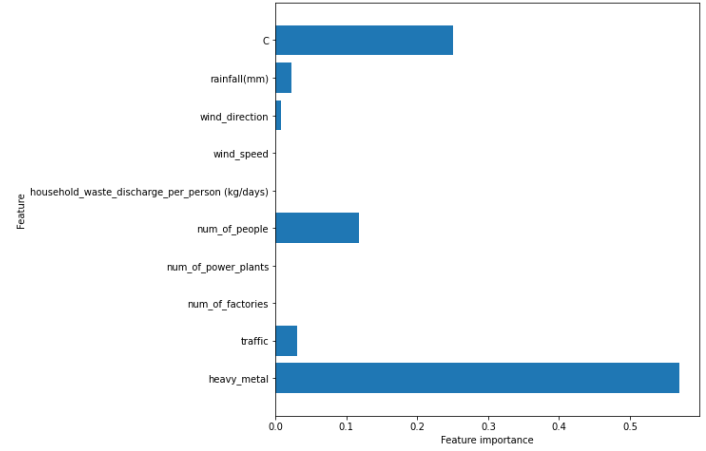 C
rainfall(mm)
wind_direction
wind_speed
household_waste_discharge_per_person (kg/days)
Feature
num_of_people
num_of_power_plants
num_of_factories
traffic
heavy_metal
0.0 0.1 0.2 0.3 0.4 0.5
Feature importance